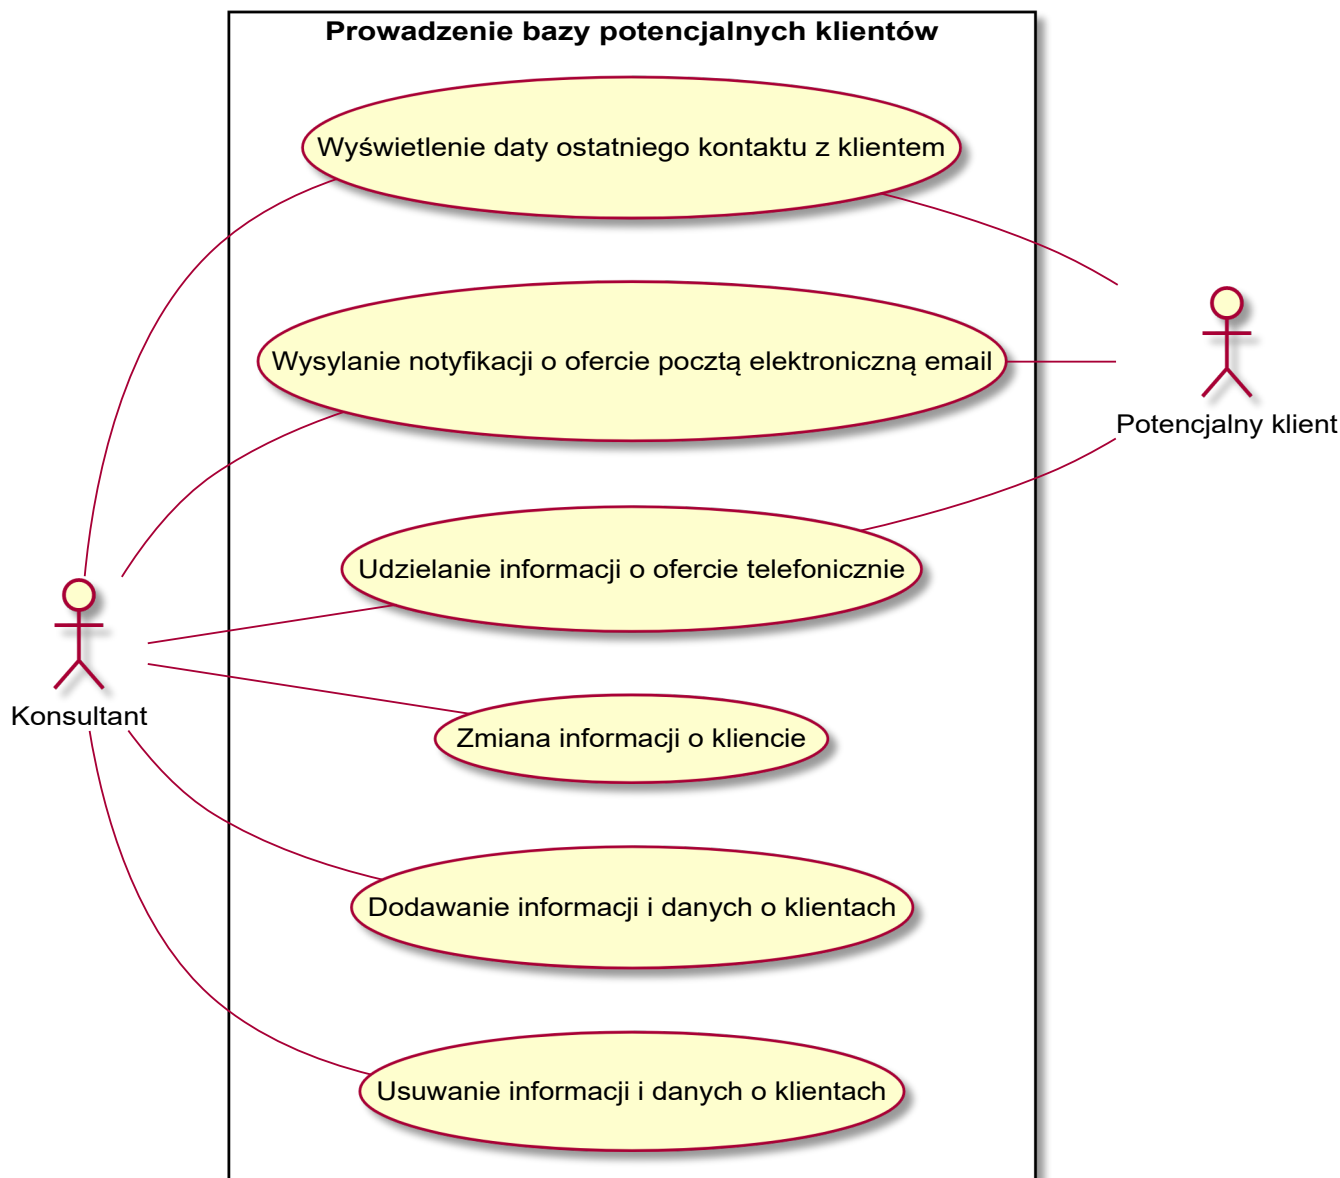 Prowadzenie bazy potencjalnych klientów
Wyświetlenie daty ostatniego kontaktu z klientem
Wysylanie notyfikacji o ofercie pocztą elektroniczną email
Potencjalny klient
Udzielanie informacji o ofercie telefonicznie
Konsultant
Zmiana informacji o kliencie
Dodawanie informacji i danych o klientach
Usuwanie informacji i danych o klientach